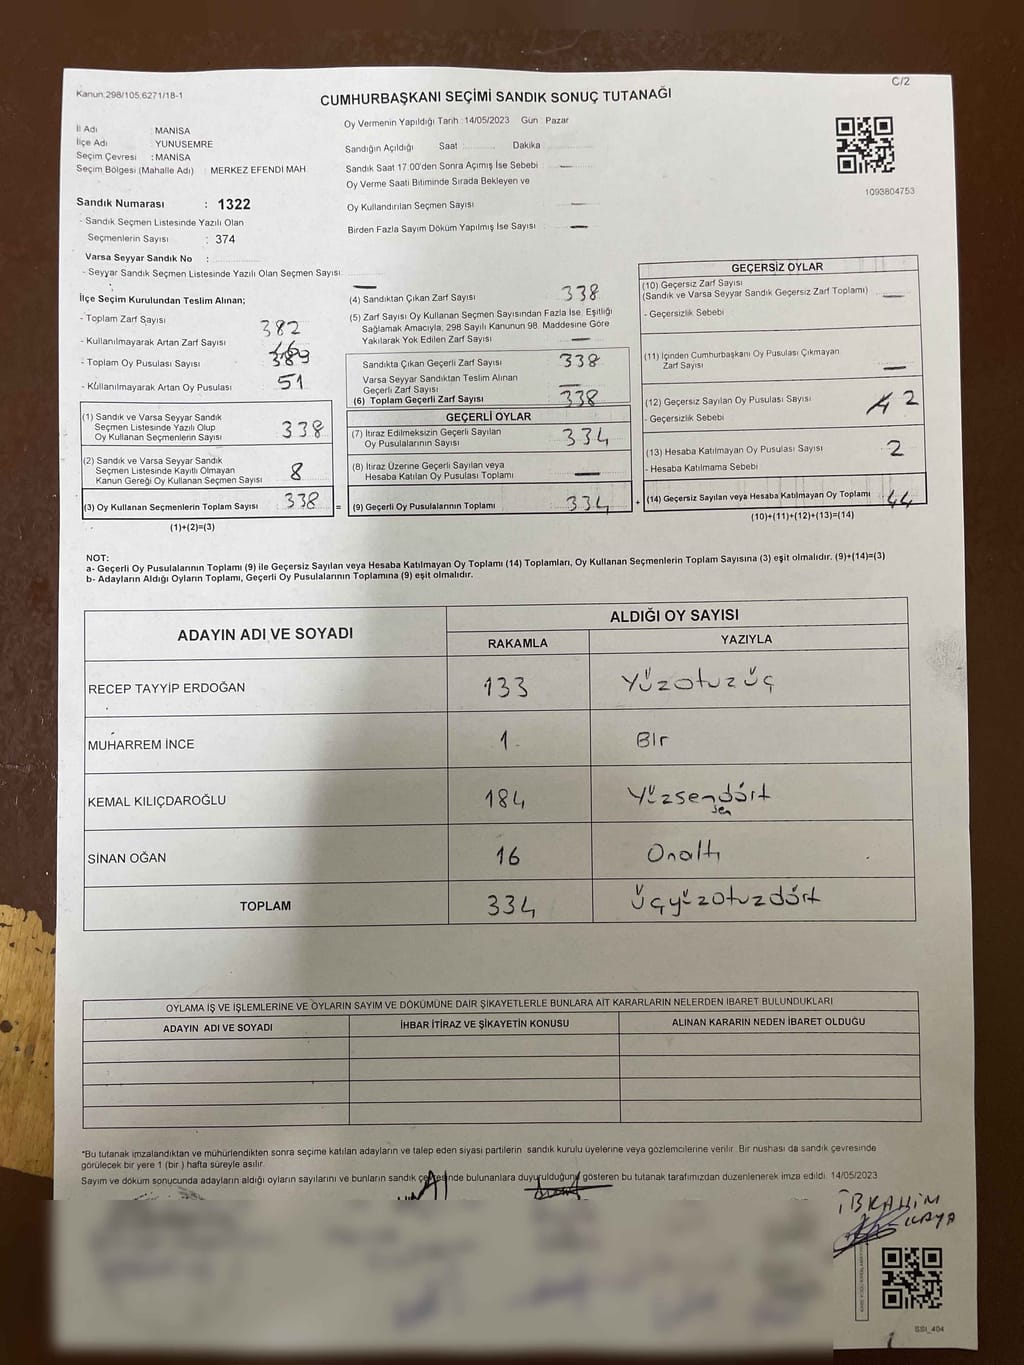 Kanun.298/105,6271/18-1
C/2
CUMHURBAŞKANI SEÇİMİ SANDIK SONUÇ TUTANAĞI
İl Adı : MANİSA
İlçe Adı YUNUSEMRE
Seçim Çevresi : MANİSA
Seçim Bölgesi (Mahalle Adı) : MERKEZ EFENDİ MAH
Oy Vermenin Yapıldığı Tarih :14/05/2023 Gün : Pazar
Sandığın Açıldığı Saat :........... Dakika
Sandık Saat 17.00'den Sonra Açımış İse Sebebi —
Oy Verme Saati Bitiminde Sırada Bekleyen ve
Oy Kullandırılan Seçmen Sayısı —
Birden Fazla Sayım Döküm Yapılmış İse Sayısı —
1093804753
Sandık Numarası : 1322
- Sandık Seçmen Listesinde Yazılı Olan
Seçmenlerin Sayısı : 374
Varsa Seyyar Sandık No :
- Seyyar Sandık Seçmen Listesinde Yazılı Olan Seçmen Sayısı: —
İlçe Seçim Kurulundan Teslim Alınan;
- Toplam Zarf Sayısı 382
- Kullanılmayarak Artan Zarf Sayısı
- Toplam Oy Pusulası Sayısı
- Kullanılmayarak Artan Oy Pusulası 51
(1) Sandık ve Varsa Seyyar Sandık
Seçmen Listesinde Yazılı Olup
Oy Kullanan Seçmenlerin Sayısı 338
(2) Sandık ve Varsa Seyyar Sandık
Seçmen Listesinde Kayıtlı Olmayan
Kanun Gereği Oy Kullanan Seçmen Sayısı 8
(3) Oy Kullanan Seçmenlerin Toplam Sayısı 338 =
(1)+(2)=(3)
(4) Sandıktan Çıkan Zarf Sayısı 338
(5) Zarf Sayısı Oy Kullanan Seçmen Sayısından Fazla İse, Eşitliği
Sağlamak Amacıyla, 298 Sayılı Kanunun 98. Maddesine Göre
Yakılarak Yok Edilen Zarf Sayısı —
Sandıkta Çıkan Geçerli Zarf Sayısı 338
Varsa Seyyar Sandıktan Teslim Alınan
Geçerli Zarf Sayısı —
(6) Toplam Geçerli Zarf Sayısı 338
GEÇERLİ OYLAR
(7) İtiraz Edilmeksizin Geçerli Sayılan
Oy Pusulalarının Sayısı 334
(8) İtiraz Üzerine Geçerli Sayılan veya
Hesaba Katılan Oy Pusulası Toplamı —
(9) Geçerli Oy Pusulalarının Toplamı 334 +
GEÇERSİZ OYLAR
(10) Geçersiz Zarf Sayısı
(Sandık ve Varsa Seyyar Sandık Geçersiz Zarf Toplamı) —
- Geçersizlik Sebebi
(11) İçinden Cumhurbaşkanı Oy Pusulası Çıkmayan
Zarf Sayısı —
(12) Geçersiz Sayılan Oy Pusulası Sayısı 2
- Geçersizlik Sebebi
(13) Hesaba Katılmayan Oy Pusulası Sayısı 2
- Hesaba Katılmama Sebebi
(14) Geçersiz Sayılan veya Hesaba Katılmayan Oy Toplamı
(10)+(11)+(12)+(13)=(14)
NOT:
a- Geçerli Oy Pusulalarının Toplamı (9) ile Geçersiz Sayılan veya Hesaba Katılmayan Oy Toplamı (14) Toplamları, Oy Kullanan Seçmenlerin Toplam Sayısına (3) eşit olmalıdır. (9)+(14)=(3)
b- Adayların Aldığı Oyların Toplamı, Geçerli Oy Pusulalarının Toplamına (9) eşit olmalıdır.
ADAYIN ADI VE SOYADI
ALDIĞI OY SAYISI
RAKAMLA YAZIYLA
RECEP TAYYİP ERDOĞAN 133 Yüzotuzüç
MUHARREM İNCE 1 Bir
KEMAL KILIÇDAROĞLU 184 Yüzsendört
sen
SİNAN OĞAN 16 Onaltı
TOPLAM 334 Üçyüzotuzdört
OYLAMA İŞ VE İŞLEMLERİNE VE OYLARIN SAYIM VE DÖKÜMÜNE DAİR ŞİKAYETLERLE BUNLARA AİT KARARLARIN NELERDEN İBARET BULUNDUKLARI
ADAYIN ADI VE SOYADI İHBAR İTİRAZ VE ŞİKAYETİN KONUSU ALINAN KARARIN NEDEN İBARET OLDUĞU
*Bu tutanak imzalandıktan ve mühürlendikten sonra seçime katılan adayların ve talep eden siyasi partilerin sandık kurulu üyelerine veya gözlemcilerine verilir. Bir nushası da sandık çevresinde
görülecek bir yere 1 (bir ) hafta süreyle asılır.
Sayım ve döküm sonucunda adayların aldığı oyların sayılarını ve bunların sandık çevresinde bulunanlara duyurulduğunu gösteren bu tutanak tarafımızdan düzenlenerek imza edildi. 14/05/2023
İBRAHİM
KAYA
SSI_404